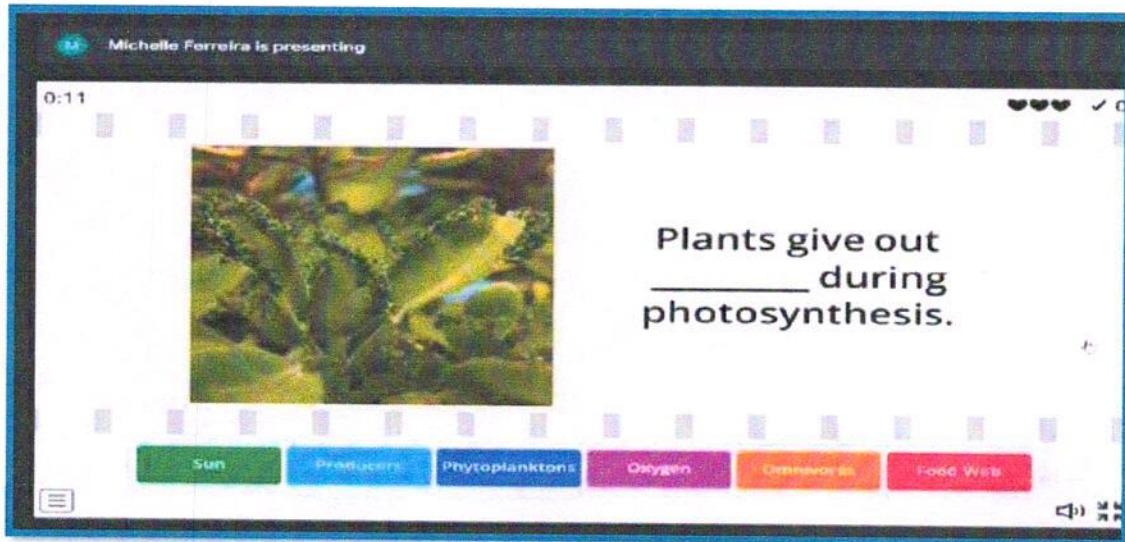 M Michelle Ferreira is presenting
0:11
✓ 0
Plants give out
________ during
photosynthesis.
Sun
Producers
Phytoplanktons
Oxygen
Omnivores
Food Web